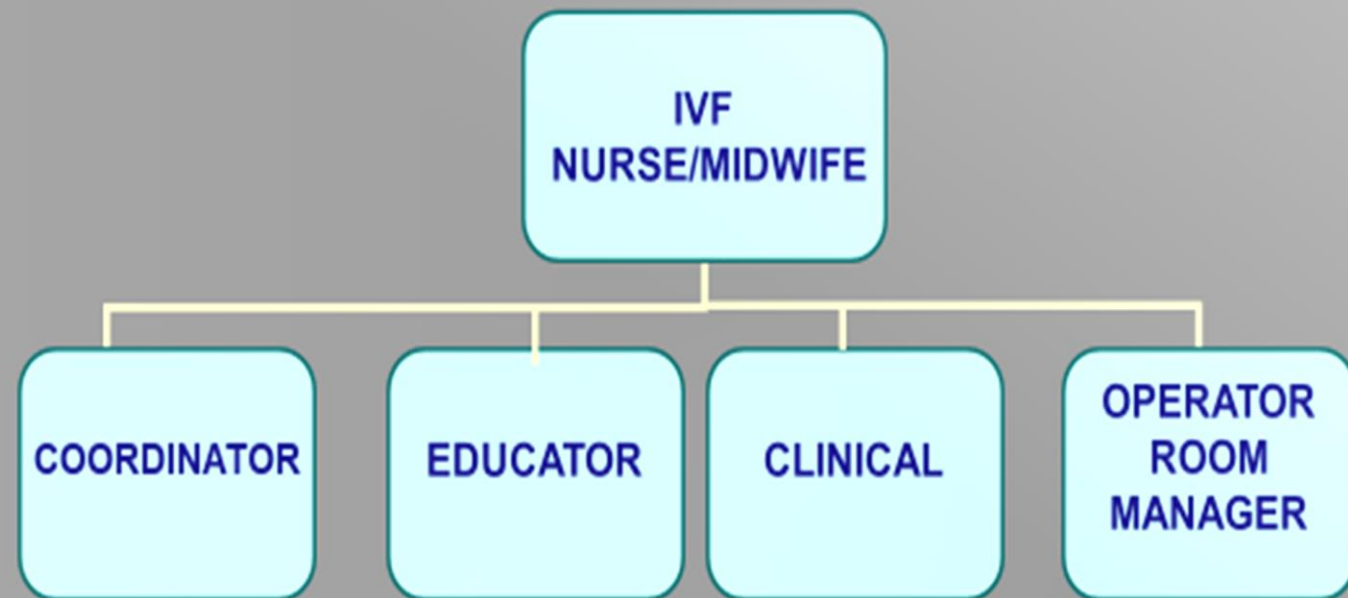 IVF
NURSE/MIDWIFE
COORDINATOR
EDUCATOR
CLINICAL
OPERATOR
ROOM
MANAGER